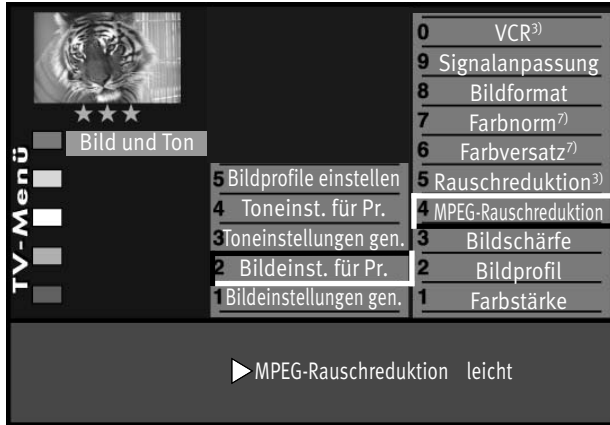 TV-Menü
Bild und Ton
5 Bildprofile einstellen
4 Toneinst. für Pr.
3 Toneinstellungen gen.
2 Bildeinst. für Pr.
1 Bildeinstellungen gen.
0 VCR3)
9 Signalanpassung
8 Bildformat
7 Farbnorm7)
6 Farbversatz7)
5 Rauschreduktion3)
4 MPEG-Rauschreduktion
3 Bildschärfe
2 Bildprofil
1 Farbstärke
MPEG-Rauschreduktion leicht